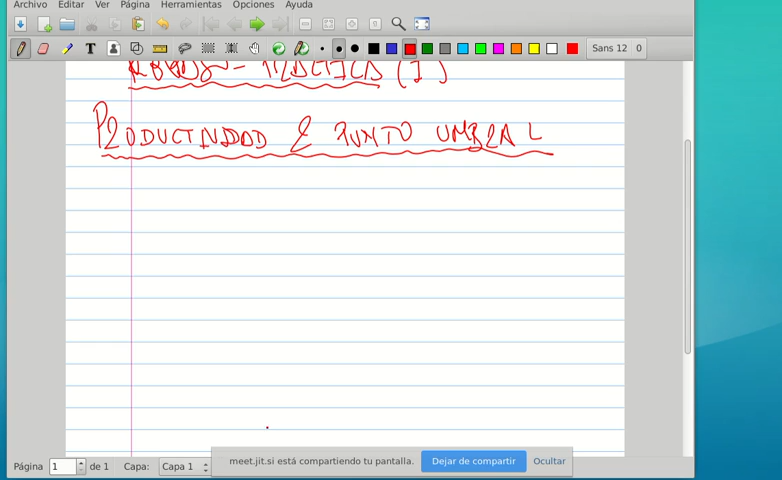 Archivo Editar Ver Página Herramientas Opciones Ayuda
Sans 12 0
(I)
PRODUCTIVIDAD & PUNTO UMBRAL
Página 1 de 1 Capa: Capa 1
meet.jit.si está compartiendo tu pantalla. Dejar de compartir Ocultar